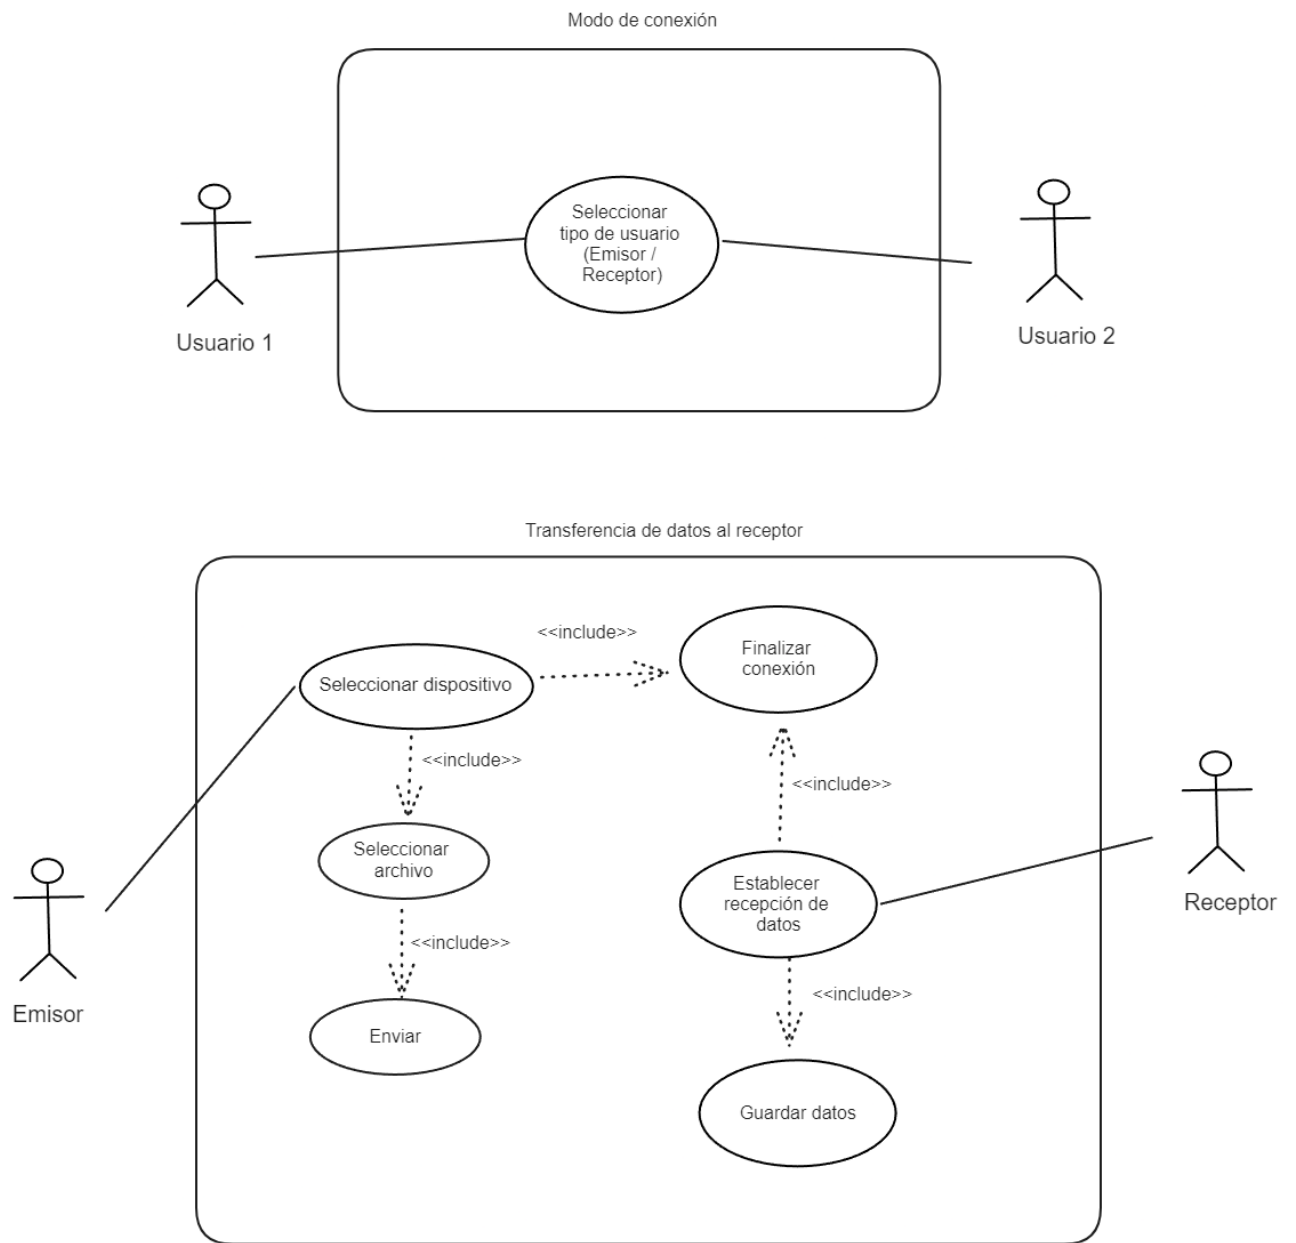 Modo de conexión
Seleccionar
tipo de usuario
(Emisor /
Receptor)
Usuario 1
Usuario 2
Transferencia de datos al receptor
<<include>>
Finalizar
conexión
Seleccionar dispositivo
<<include>>
<<include>>
Seleccionar
archivo
Establecer
recepción de
datos
Receptor
<<include>>
<<include>>
Emisor
Enviar
Guardar datos